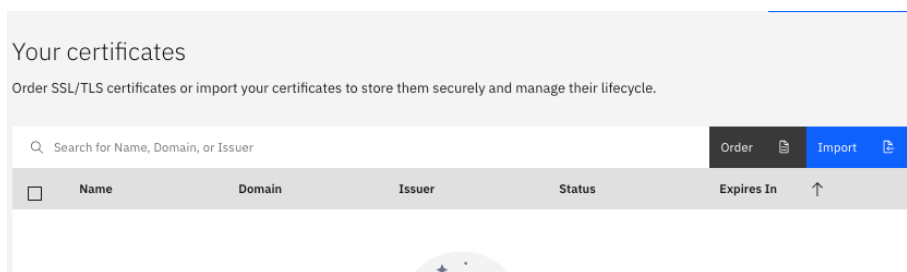 Your certificates
Order SSL/TLS certificates or import your certificates to store them securely and manage their lifecycle.
Search for Name, Domain, or Issuer
Order
Import
Name Domain Issuer Status Expires In